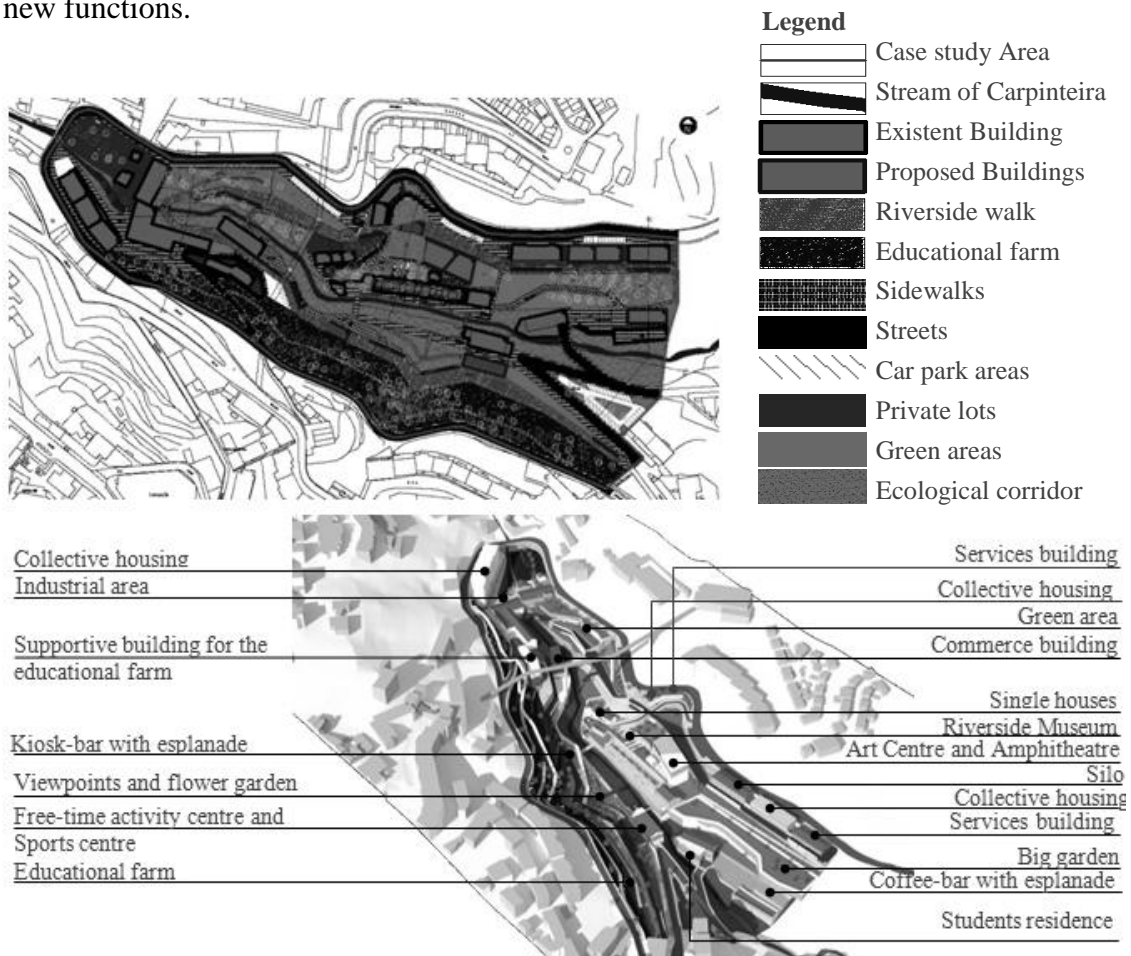 new functions.
Legend
Case study Area
Stream of Carpinteira
Existent Building
Proposed Buildings
Riverside walk
Educational farm
Sidewalks
Streets
Car park areas
Private lots
Green areas
Ecological corridor
Collective housing
Industrial area
Supportive building for the
educational farm
Kiosk-bar with esplanade
Viewpoints and flower garden
Free-time activity centre and
Sports centre
Educational farm
Services building
Collective housing
Green area
Commerce building
Single houses
Riverside Museum
Art Centre and Amphitheatre
Silo
Collective housing
Services building
Big garden
Coffee-bar with esplanade
Students residence